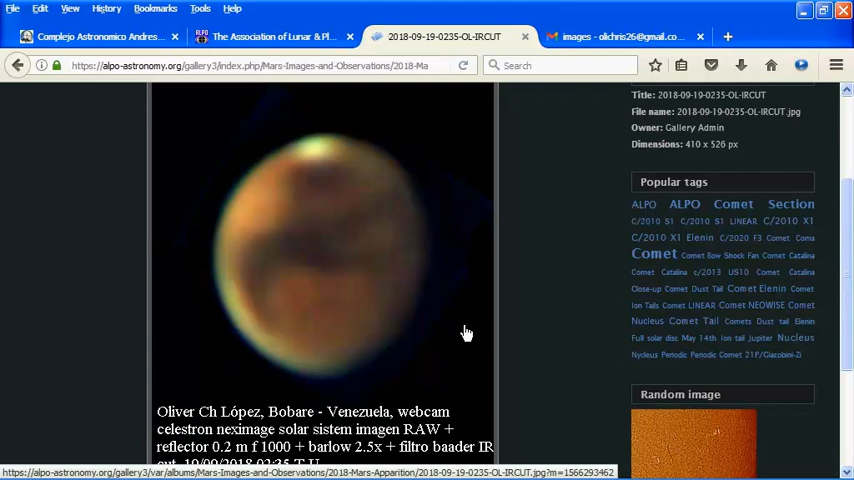 File Edit View History Bookmarks Tools Help
Complejo Astronomico Andres...
The Association of Lunar & Pl...
2018-09-19-0235-OL-IRCUT
images - olichris26@gmail.co...
https://alpo-astronomy.org/gallery3/index.php/Mars-Images-and-Observations/2018-Ma
Search
Title: 2018-09-19-0235-OL-IRCUT
File name: 2018-09-19-0235-OL-IRCUT.jpg
Owner: Gallery Admin
Dimensions: 410 x 526 px
Popular tags
ALPO ALPO Comet Section
C/2010 S1 C/2010 S1 LINEAR C/2010 X1
C/2010 X1 Elenin C/2020 F3 Comet Coma
Comet Comet Bow Shock Fan Comet Catalina
Comet Catalina c/2013 US10 Comet Catalina
Close-up Comet Dust Tail Comet Elenin Comet
Ion Tails Comet LINEAR Comet NEOWISE Comet
Nucleus Comet Tail Comets Dust tail Elenin
Full solar disc May 14th Ion tail Jupiter Nucleus
Nycleus Periodic Periodic Comet 21P/Giacobini-Zi
Random image
Oliver Ch López, Bobare - Venezuela, webcam
celestron neximage solar sistem imagen RAW +
reflector 0.2 m f 1000 + barlow 2.5x + filtro baader IR
cut 19/09/2018 02:35 T U
https://alpo-astronomy.org/gallery3/var/albums/Mars-Images-and-Observations/2018-Mars-Apparition/2018-09-19-0235-OL-IRCUT.jpg?m=1566293462